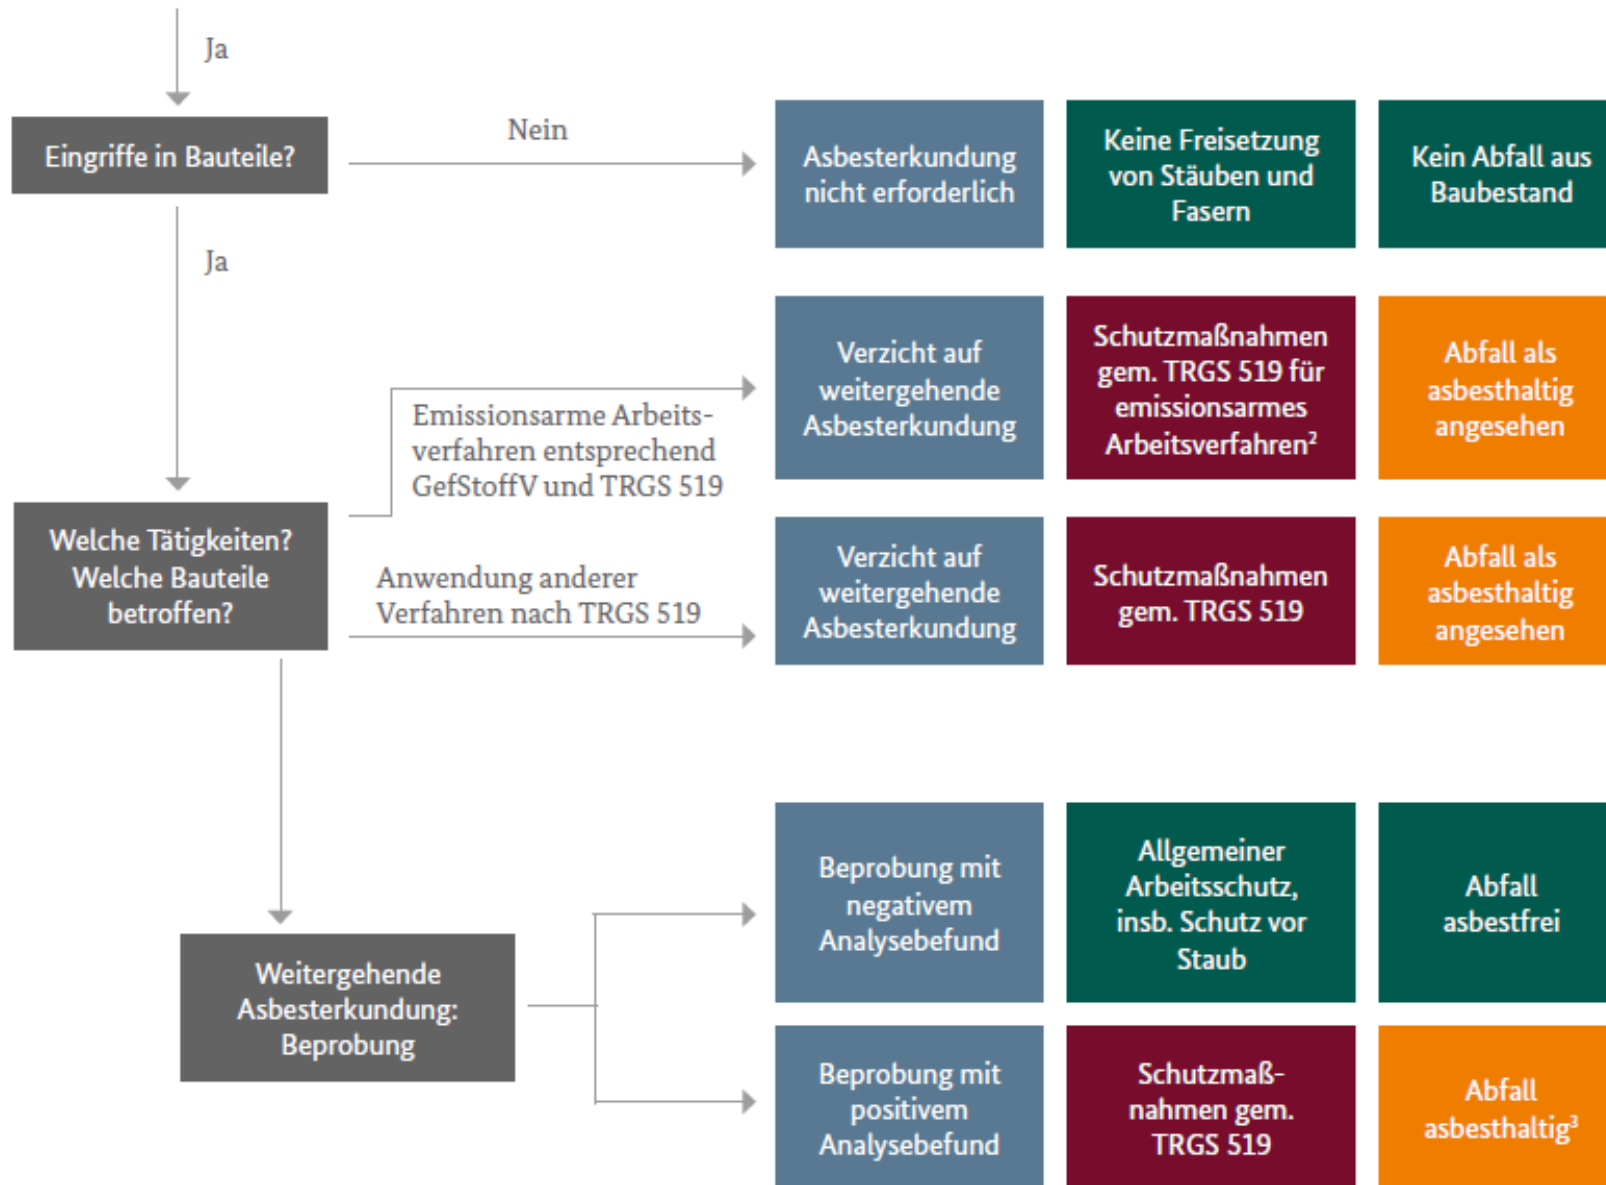 Ja
Eingriffe in Bauteile?
Nein
Asbesterkundung
nicht erforderlich
Keine Freisetzung
von Stäuben und
Fasern
Kein Abfall aus
Baubestand
Ja
Emissionsarme Arbeits-
verfahren entsprechend
GefStoffV und TRGS 519
Verzicht auf
weitergehende
Asbesterkundung
Schutzmaßnahmen
gem. TRGS 519 für
emissionsarmes
Arbeitsverfahren²
Abfall als
asbesthaltig
angesehen
Welche Tätigkeiten?
Welche Bauteile
betroffen?
Anwendung anderer
Verfahren nach TRGS 519
Verzicht auf
weitergehende
Asbesterkundung
Schutzmaßnahmen
gem. TRGS 519
Abfall als
asbesthaltig
angesehen
Weitergehende
Asbesterkundung:
Beprobung
Beprobung mit
negativem
Analysebefund
Allgemeiner
Arbeitsschutz,
insb. Schutz vor
Staub
Abfall
asbestfrei
Beprobung mit
positivem
Analysebefund
Schutzmaß-
nahmen gem.
TRGS 519
Abfall
asbesthaltig³